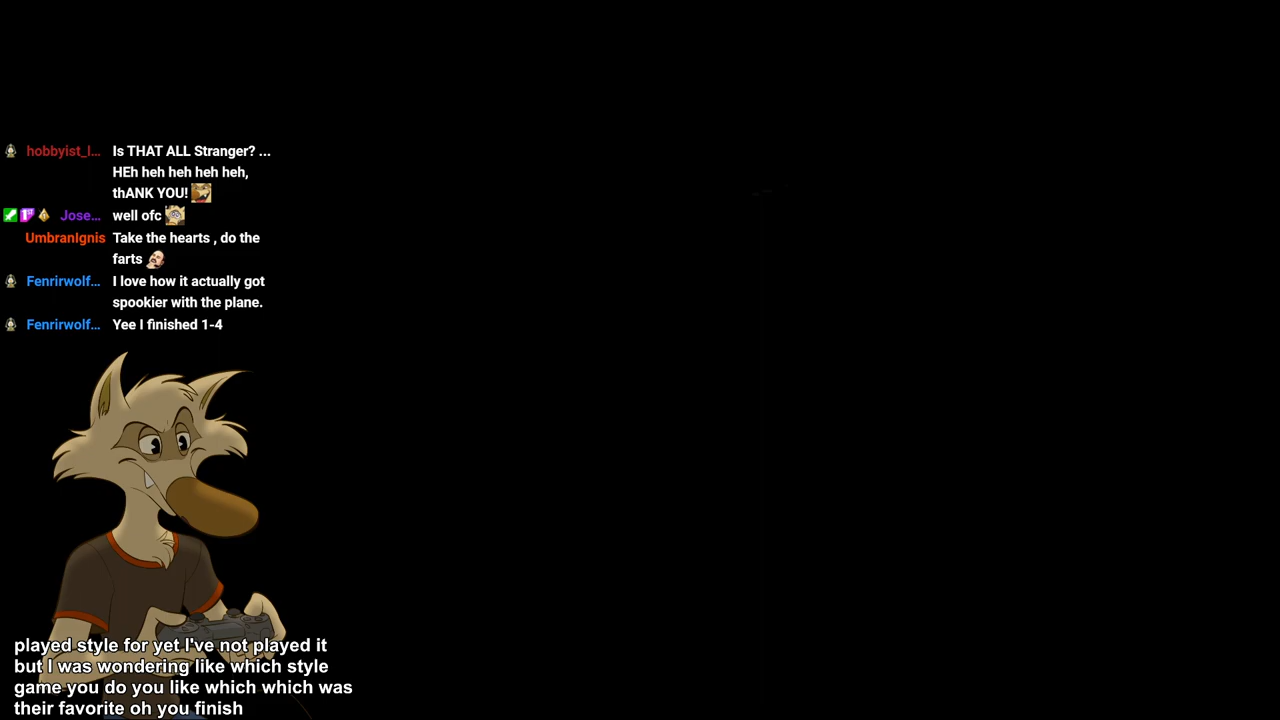 hobbyist_l... Is THAT ALL Stranger? ...
HEh heh heh heh heh,
thANK YOU!
Jose... well ofc
UmbranIgnis Take the hearts , do the
farts
Fenrirwolf... I love how it actually got
spookier with the plane.
Fenrirwolf... Yee I finished 1-4
played style for yet I've not played it
but I was wondering like which style
game you do you like which which was
their favorite oh you finish